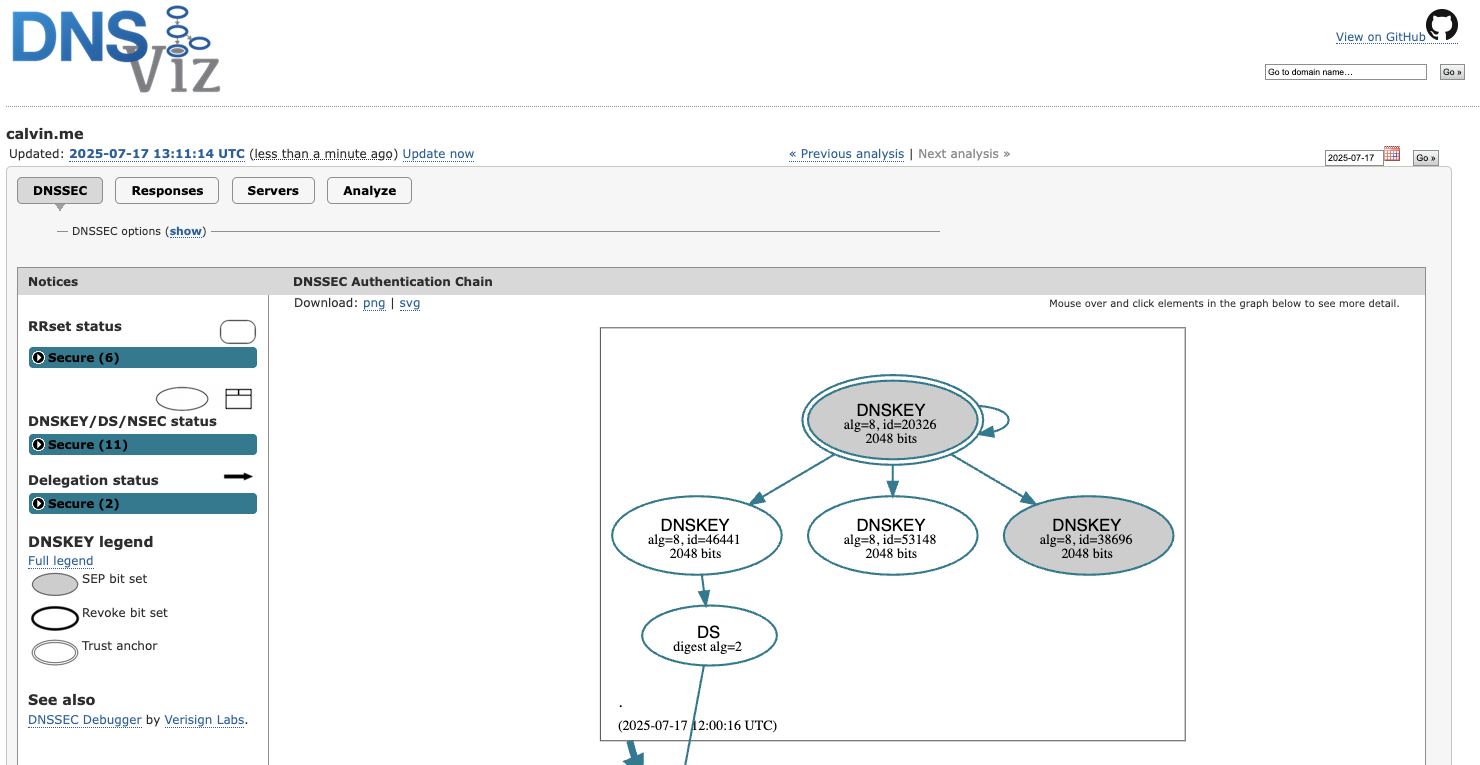 DNS
Viz
View on GitHub
Go to domain name...
Go »
calvin.me
Updated: 2025-07-17 13:11:14 UTC (less than a minute ago) Update now
« Previous analysis | Next analysis »
2025-07-17
Go »
DNSSEC
Responses
Servers
Analyze
DNSSEC options (show)
Notices
RRset status
Secure (6)
DNSKEY/DS/NSEC status
Secure (11)
Delegation status
Secure (2)
DNSKEY legend
Full legend
SEP bit set
Revoke bit set
Trust anchor
See also
DNSSEC Debugger by Verisign Labs.
DNSSEC Authentication Chain
Download: png | svg
Mouse over and click elements in the graph below to see more detail.
DNSKEY
alg=8, id=20326
2048 bits
DNSKEY
alg=8, id=46441
2048 bits
DNSKEY
alg=8, id=53148
2048 bits
DNSKEY
alg=8, id=38696
2048 bits
DS
digest alg=2
.
(2025-07-17 12:00:16 UTC)